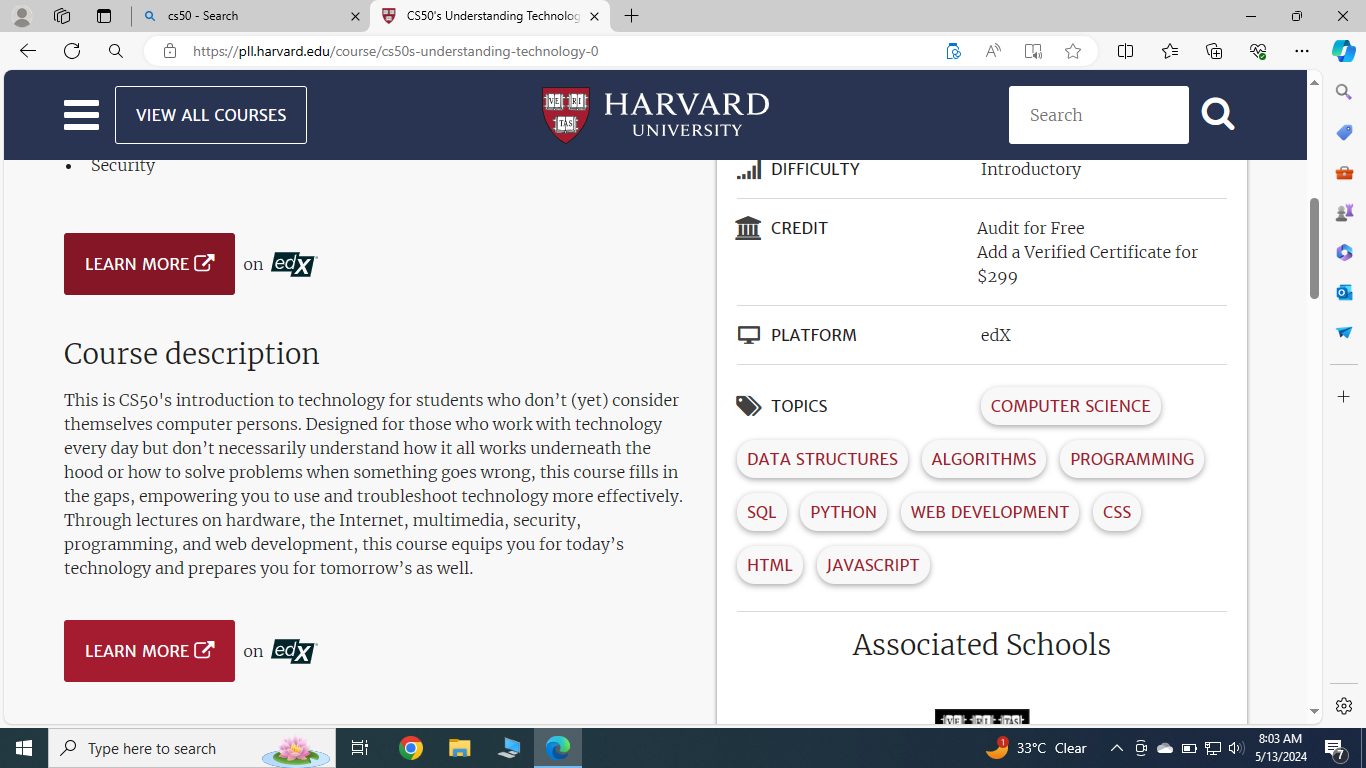 cs50 - Search
CS50's Understanding Technolog
https://pll.harvard.edu/course/cs50s-understanding-technology-0
VIEW ALL COURSES
VE RI TAS
HARVARD
UNIVERSITY
Search
• Security
LEARN MORE on edX
Course description
This is CS50's introduction to technology for students who don’t (yet) consider
themselves computer persons. Designed for those who work with technology
every day but don’t necessarily understand how it all works underneath the
hood or how to solve problems when something goes wrong, this course fills in
the gaps, empowering you to use and troubleshoot technology more effectively.
Through lectures on hardware, the Internet, multimedia, security,
programming, and web development, this course equips you for today’s
technology and prepares you for tomorrow’s as well.
LEARN MORE on edX
DIFFICULTY Introductory
CREDIT Audit for Free
Add a Verified Certificate for
$299
PLATFORM edX
TOPICS COMPUTER SCIENCE
DATA STRUCTURES ALGORITHMS PROGRAMMING
SQL PYTHON WEB DEVELOPMENT CSS
HTML JAVASCRIPT
Associated Schools
VE RI TAS
Type here to search
1
33°C Clear
8:03 AM
5/13/2024
7